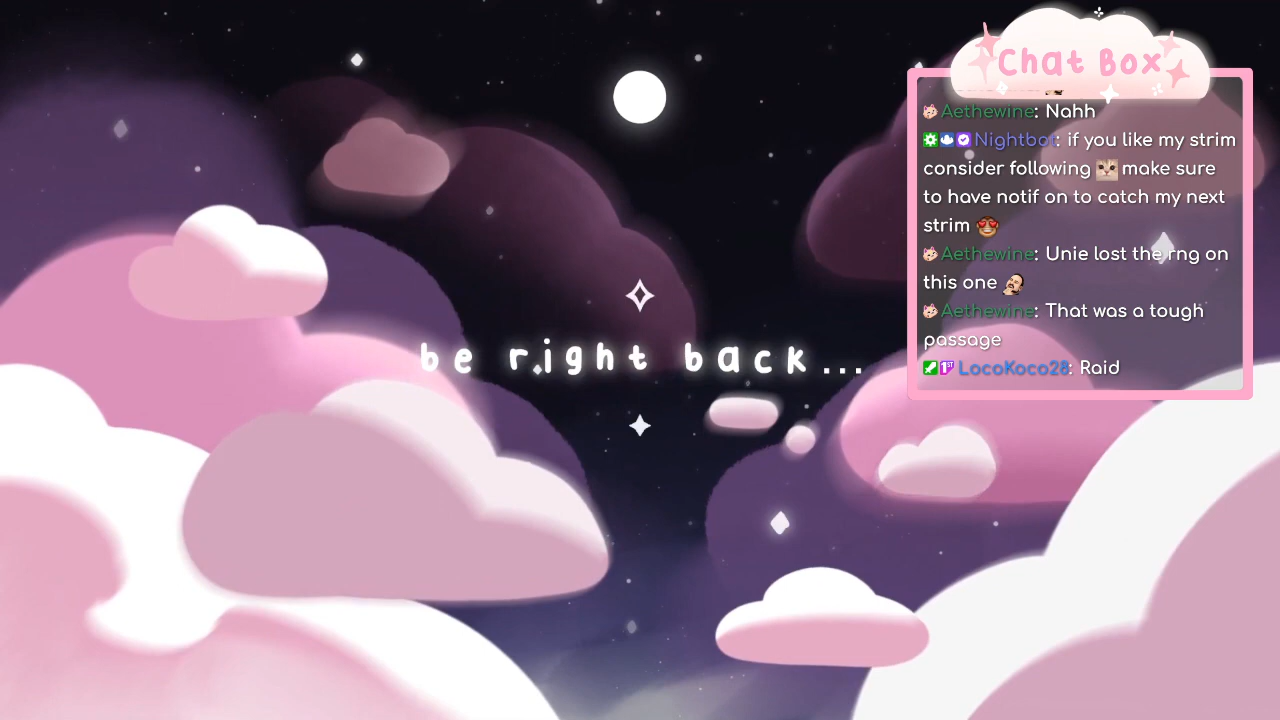 Chat Box
Aethewine: Nahh
Nightbot: if you like my strim
consider following make sure
to have notif on to catch my next
strim
Aethewine: Unie lost the rng on
this one
Aethewine: That was a tough
passage
1ST LocoKoco28: Raid
be right back...